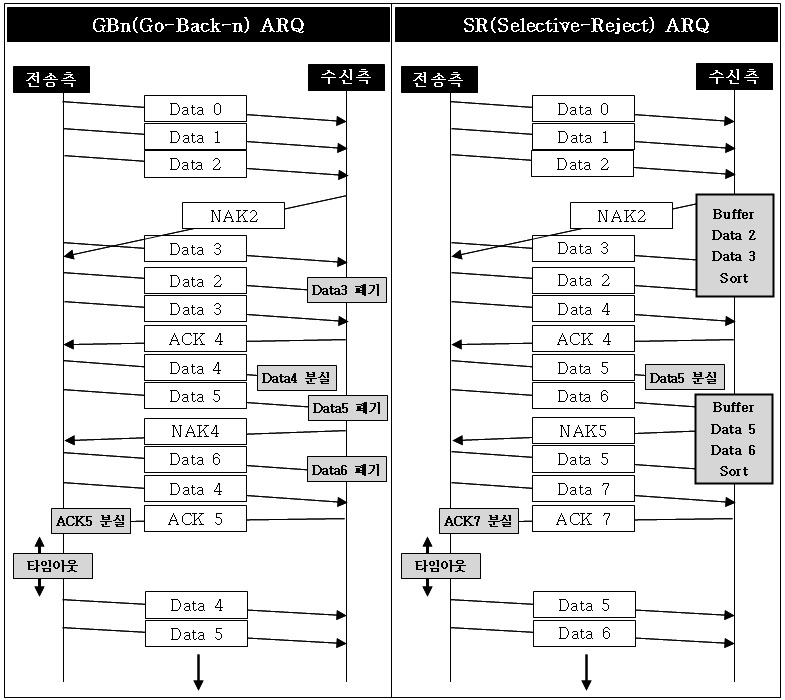 GBn(Go-Back-n) ARQ
전송측
수신측
Data 0
Data 1
Data 2
NAK2
Data 3
Data 2
Data3 폐기
Data 3
ACK 4
Data 4
Data4 분실
Data 5
Data5 폐기
NAK4
Data 6
Data6 폐기
Data 4
ACK5 분실
ACK 5
타임아웃
Data 4
Data 5
SR(Selective-Reject) ARQ
전송측
수신측
Data 0
Data 1
Data 2
NAK2
Buffer
Data 2
Data 3
Sort
Data 3
Data 2
Data 4
ACK 4
Data 5
Data5 분실
Data 6
Buffer
Data 5
Data 6
Sort
NAK5
Data 5
Data 7
ACK7 분실
ACK 7
타임아웃
Data 5
Data 6